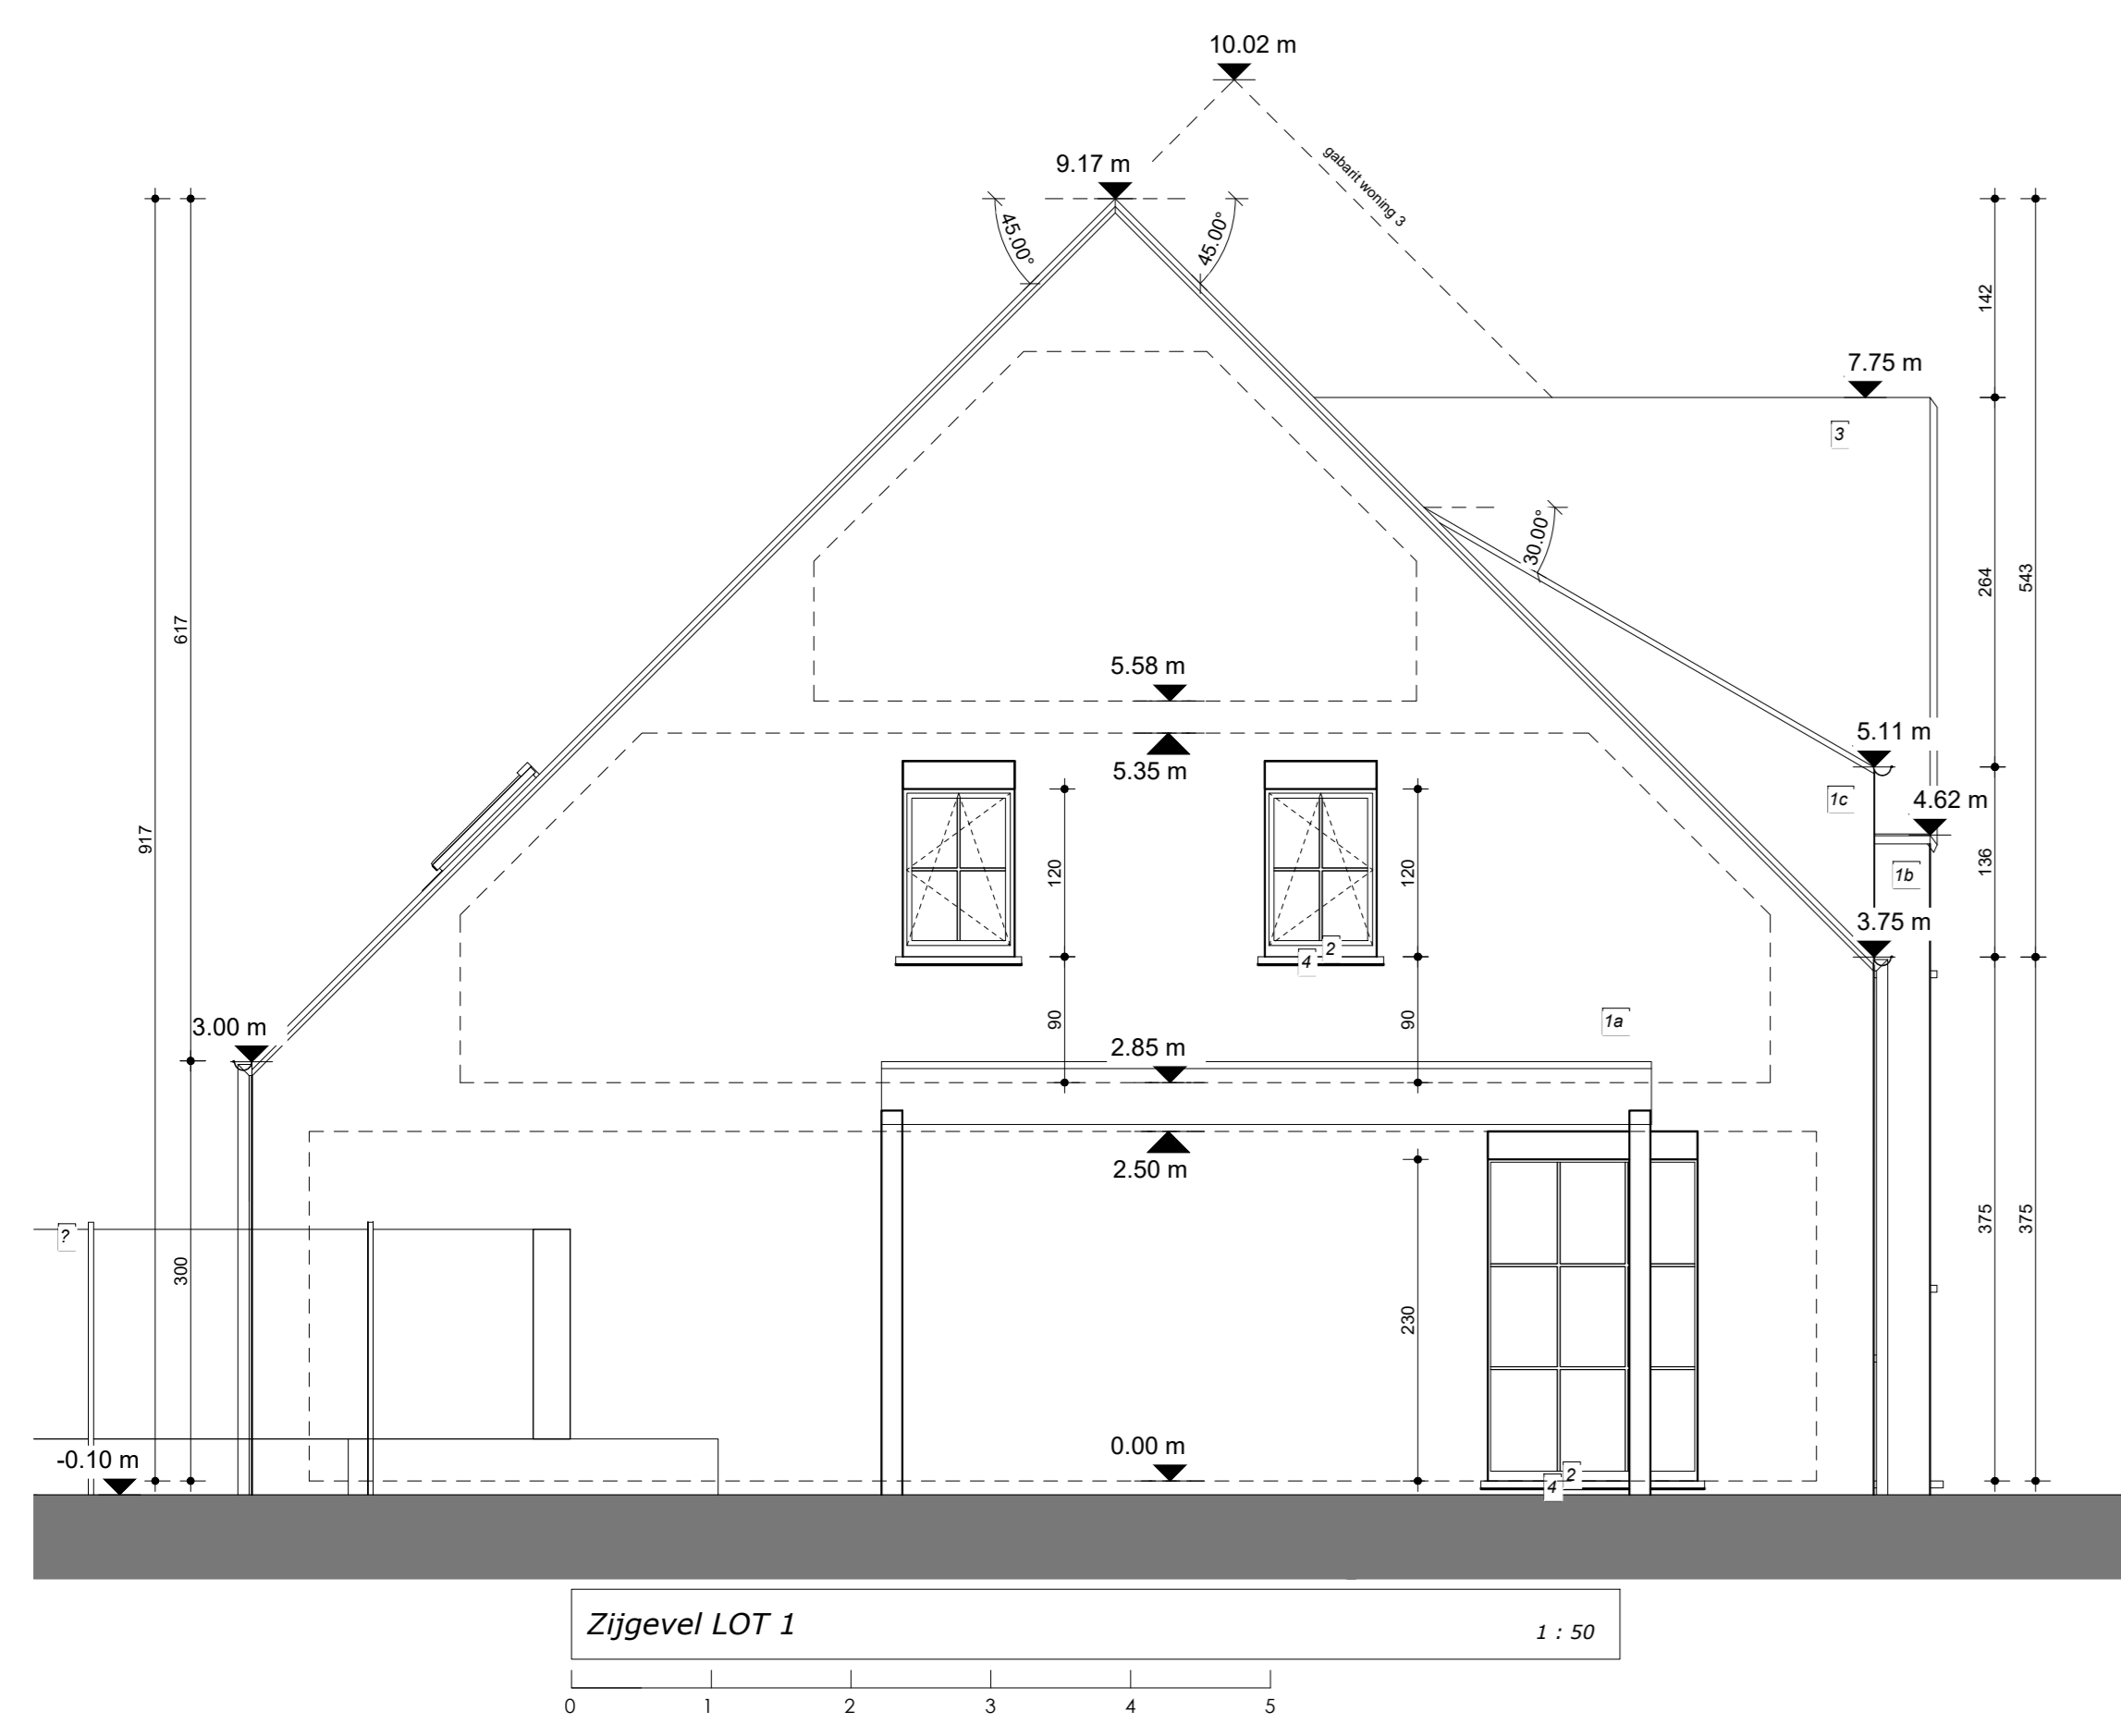 10.02 m
gabarit woning 3
9.17 m
45.00°
45.00°
142
7.75 m
3
30.00°
264
543
617
917
5.58 m
5.35 m
5.11 m
1c
4.62 m
136
1b
120
120
3.75 m
2
4
90
90
1a
3.00 m
2.85 m
2.50 m
?
300
230
375
375
0.00 m
-0.10 m
2
4
Zijgevel LOT 1
1 : 50
0 1 2 3 4 5